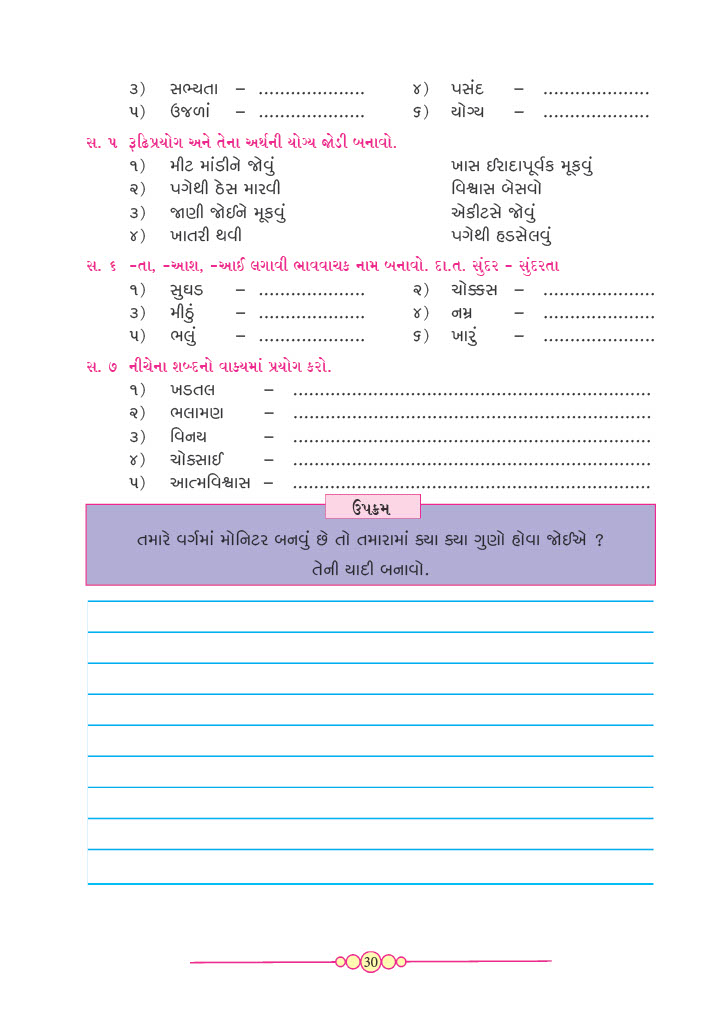 ૩) સભ્યતા – .................... ૪) પસંદ – ....................
૫) ઉજળાં – .................... ૬) યોગ્ય – ....................
સ. ૫ રૂઢિપ્રયોગ અને તેના અર્થની યોગ્ય જોડી બનાવો.
૧) મીટ માંડીને જોવું ખાસ ઈરાદાપૂર્વક મૂકવું
૨) પગેથી ઠેસ મારવી વિશ્વાસ બેસવો
૩) જાણી જોઈને મૂકવું એકીટસે જોવું
૪) ખાતરી થવી પગેથી હડસેલવું
સ. ૬ –તા, –આશ, –આઈ લગાવી ભાવવાચક નામ બનાવો. દા.ત. સુંદર – સુંદરતા
૧) સુઘડ – .................... ૨) ચોક્કસ – .....................
૩) મીઠું – .................... ૪) નમ્ર – .....................
૫) ભલું – .................... ૬) ખારું – .....................
સ. ૭ નીચેના શબ્દનો વાક્યમાં પ્રયોગ કરો.
૧) ખડતલ – ....................................................................
૨) ભલામણ – ....................................................................
૩) વિનય – ....................................................................
૪) ચોકસાઈ – ....................................................................
૫) આત્મવિશ્વાસ – ....................................................................
ઉપક્રમ
તમારે વર્ગમાં મોનિટર બનવું છે તો તમારામાં ક્યા ક્યા ગુણો હોવા જોઈએ ?
તેની યાદી બનાવો.
30